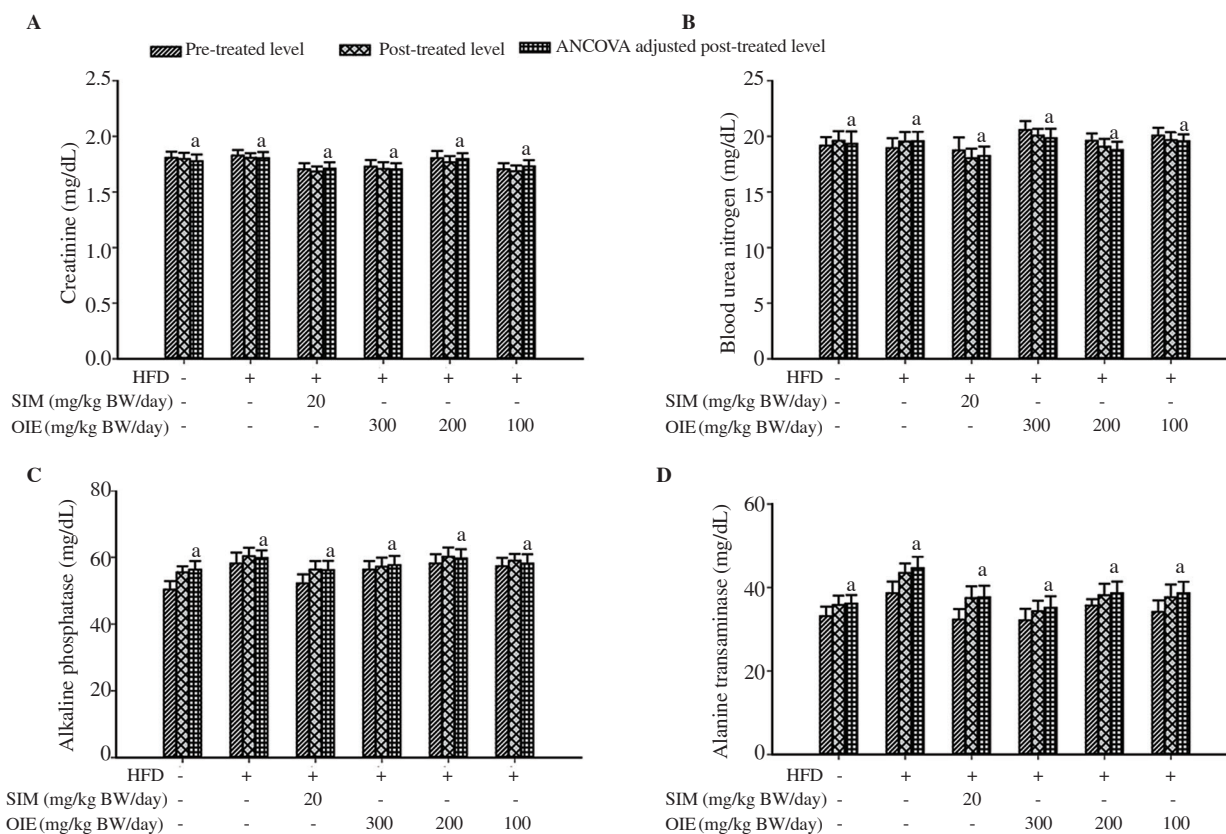 A
B
Pre-treated level Post-treated level ANCOVA adjusted post-treated level
Creatinine (mg/dL)
2.5
2.0
1.5
1.0
0.5
0.0
a a a a a a
HFD - + + + + +
SIM (mg/kg BW/day) - - 20 - - -
OIE(mg/kg BW/day) - - - 300 200 100
Blood urea nitrogen (mg/dL)
25
20
15
10
5
0
a a a a a a
HFD - + + + + +
SIM (mg/kg BW/day) - - 20 - - -
OIE(mg/kg BW/day) - - - 300 200 100
C
Alkaline phosphatase (mg/dL)
80
60
40
20
0
a a a a a a
HFD - + + + + +
SIM (mg/kg BW/day) - - 20 - - -
OIE(mg/kg BW/day) - - - 300 200 100
D
Alanine transaminase (mg/dL)
60
40
20
0
a a a a a a
HFD - + + + + +
SIM (mg/kg BW/day) - - 20 - - -
OIE(mg/kg BW/day) - - - 300 200 100